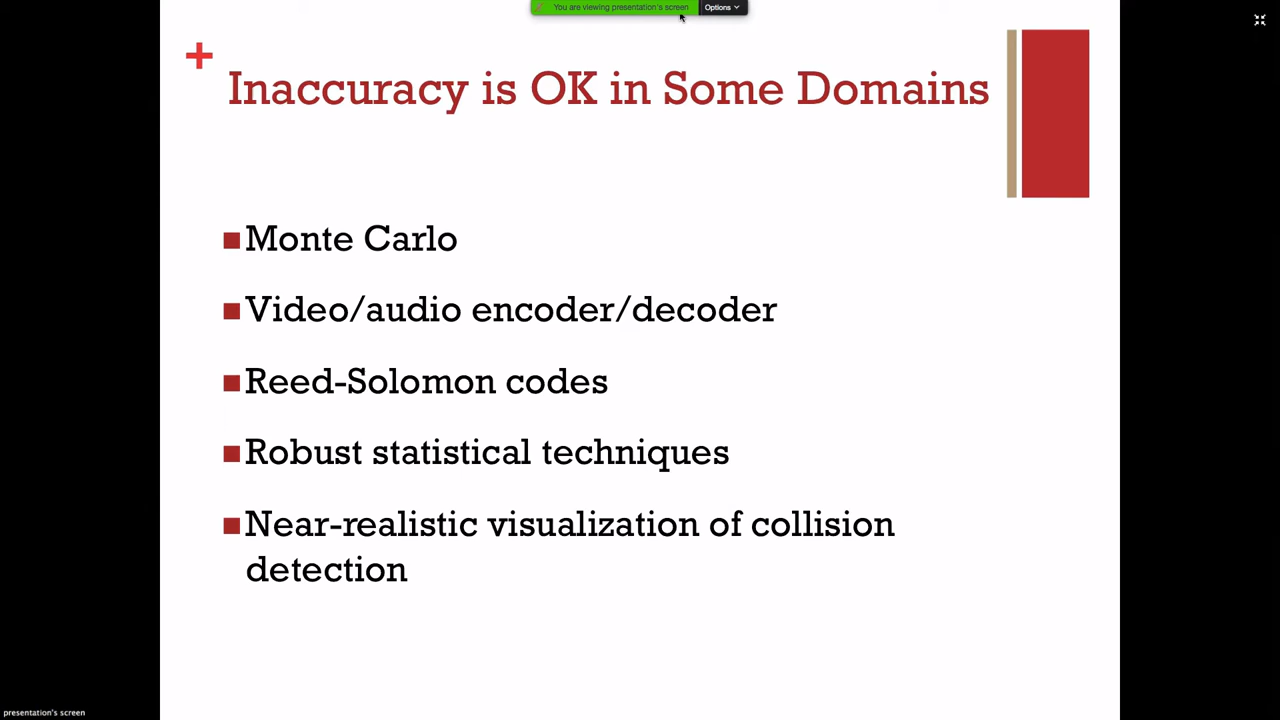 You are viewing presentation's screen Options
+
Inaccuracy is OK in Some Domains
Monte Carlo
Video/audio encoder/decoder
Reed-Solomon codes
Robust statistical techniques
Near-realistic visualization of collision
detection
presentation's screen